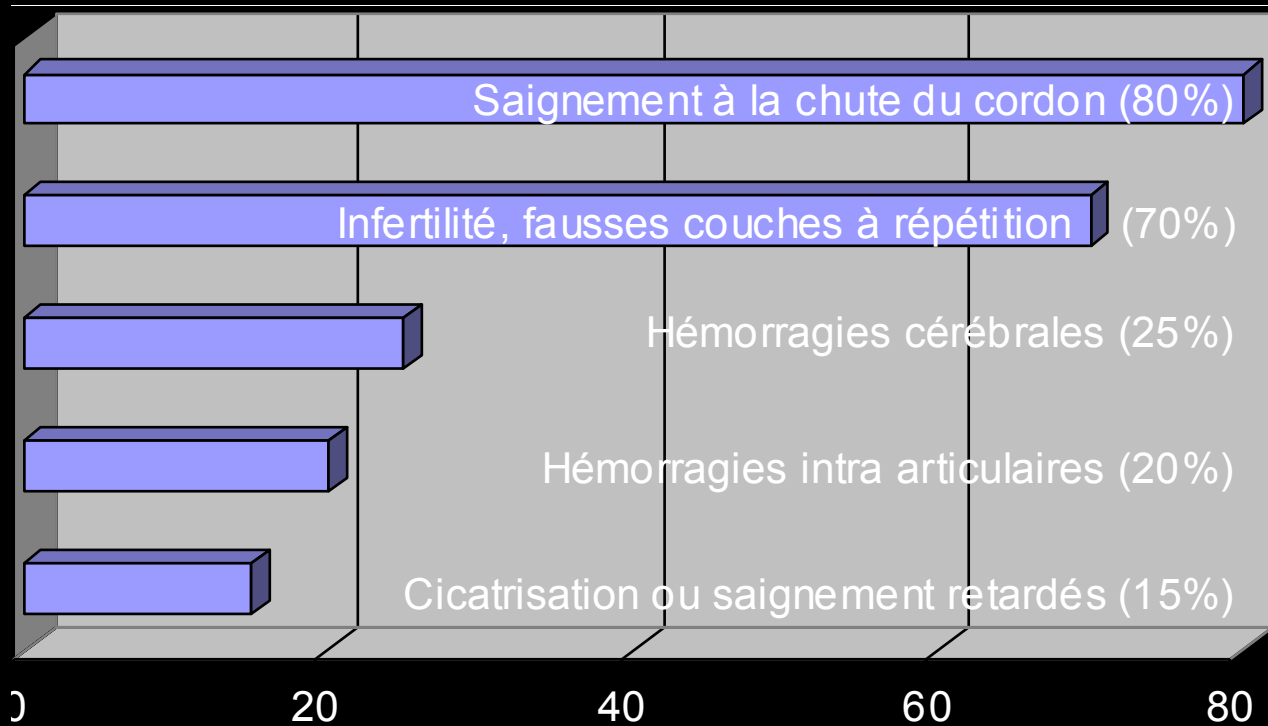 Saignement à la chute du cordon (80%)
Infertilité, fausses couches à répétition (70%)
Hémorragies cérébrales (25%)
Hémorragies intra articulaires (20%)
Cicatrisation ou saignement retardés (15%)
0 20 40 60 80